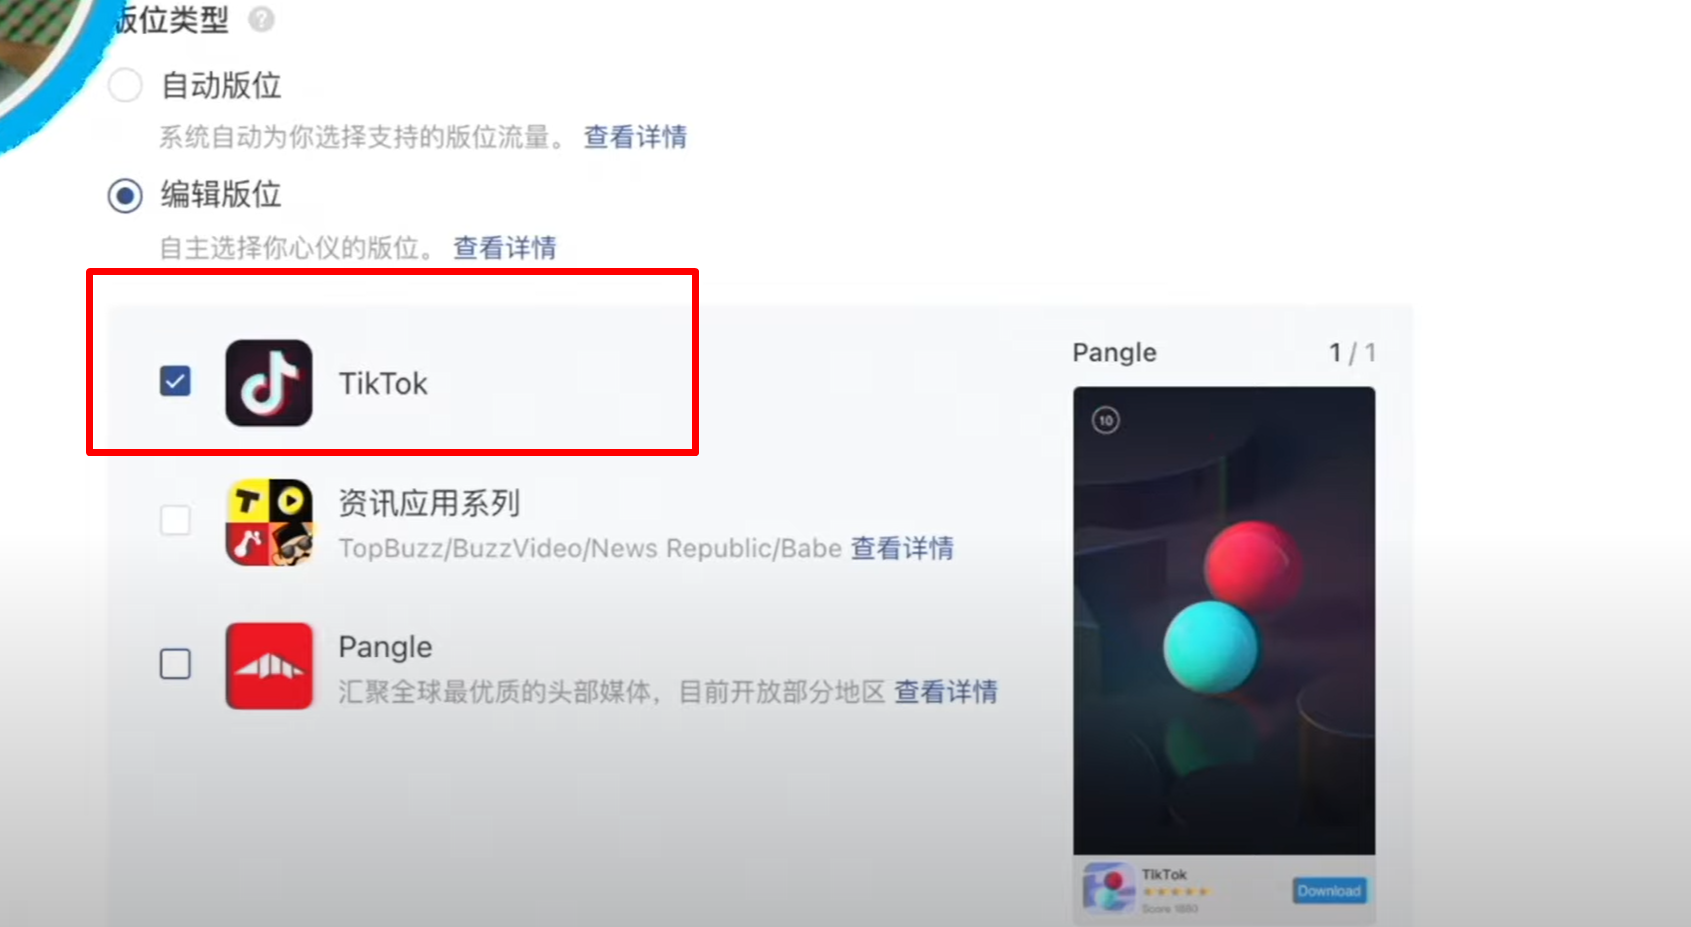 版位类型 ?
自动版位
系统自动为你选择支持的版位流量。 查看详情
编辑版位
自主选择你心仪的版位。 查看详情
TikTok
资讯应用系列
TopBuzz/BuzzVideo/News Republic/Babe 查看详情
Pangle
汇聚全球最优质的头部媒体，目前开放部分地区 查看详情
Pangle 1 / 1
10
TikTok
Score 1880
Download